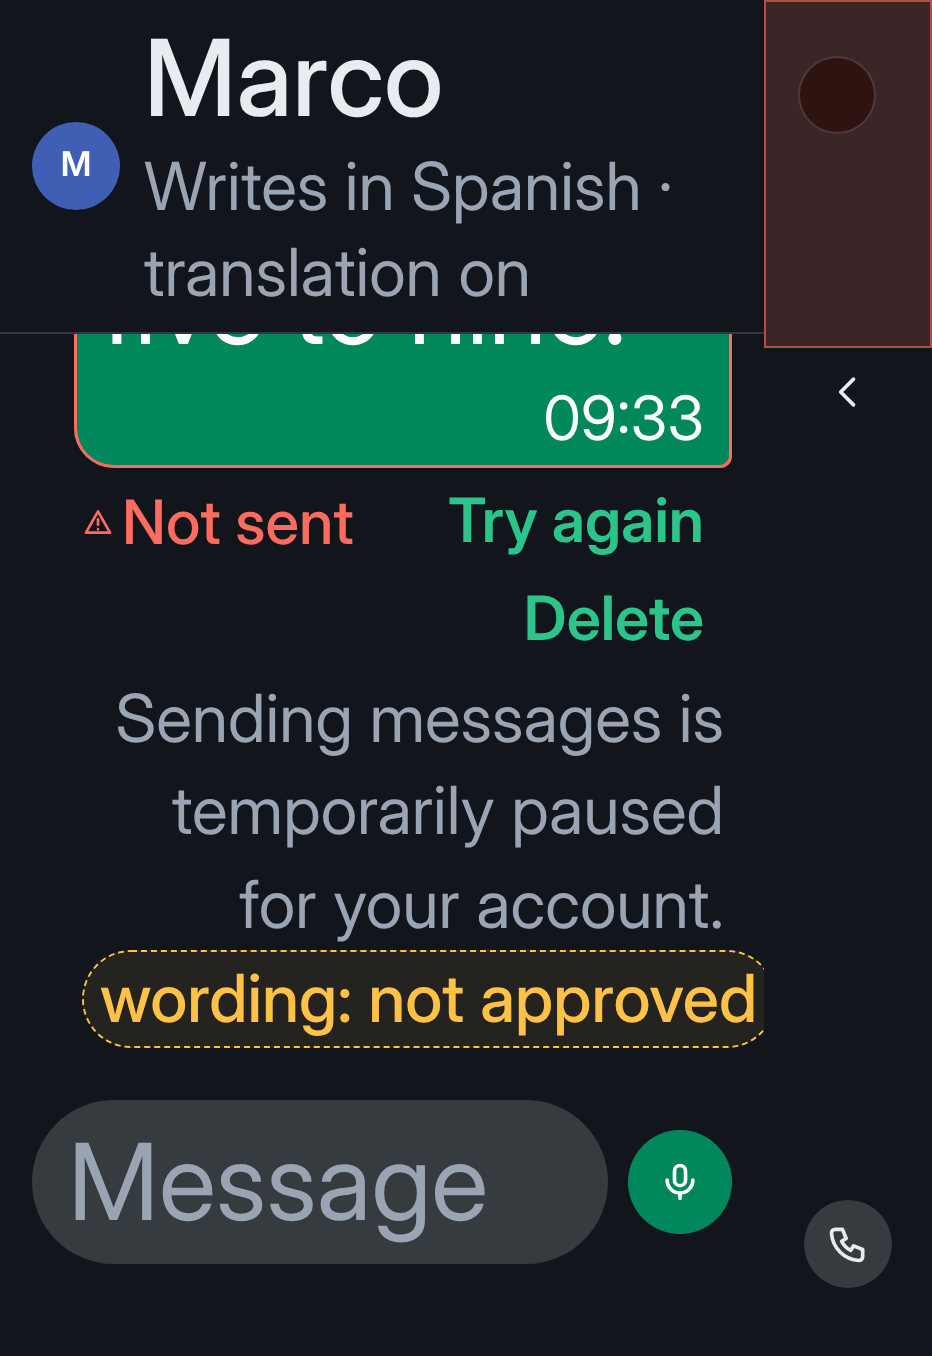 Marco
M
Writes in Spanish ·
translation on
09:33
Not sent
Try again
Delete
Sending messages is
temporarily paused
for your account.
wording: not approved
Message